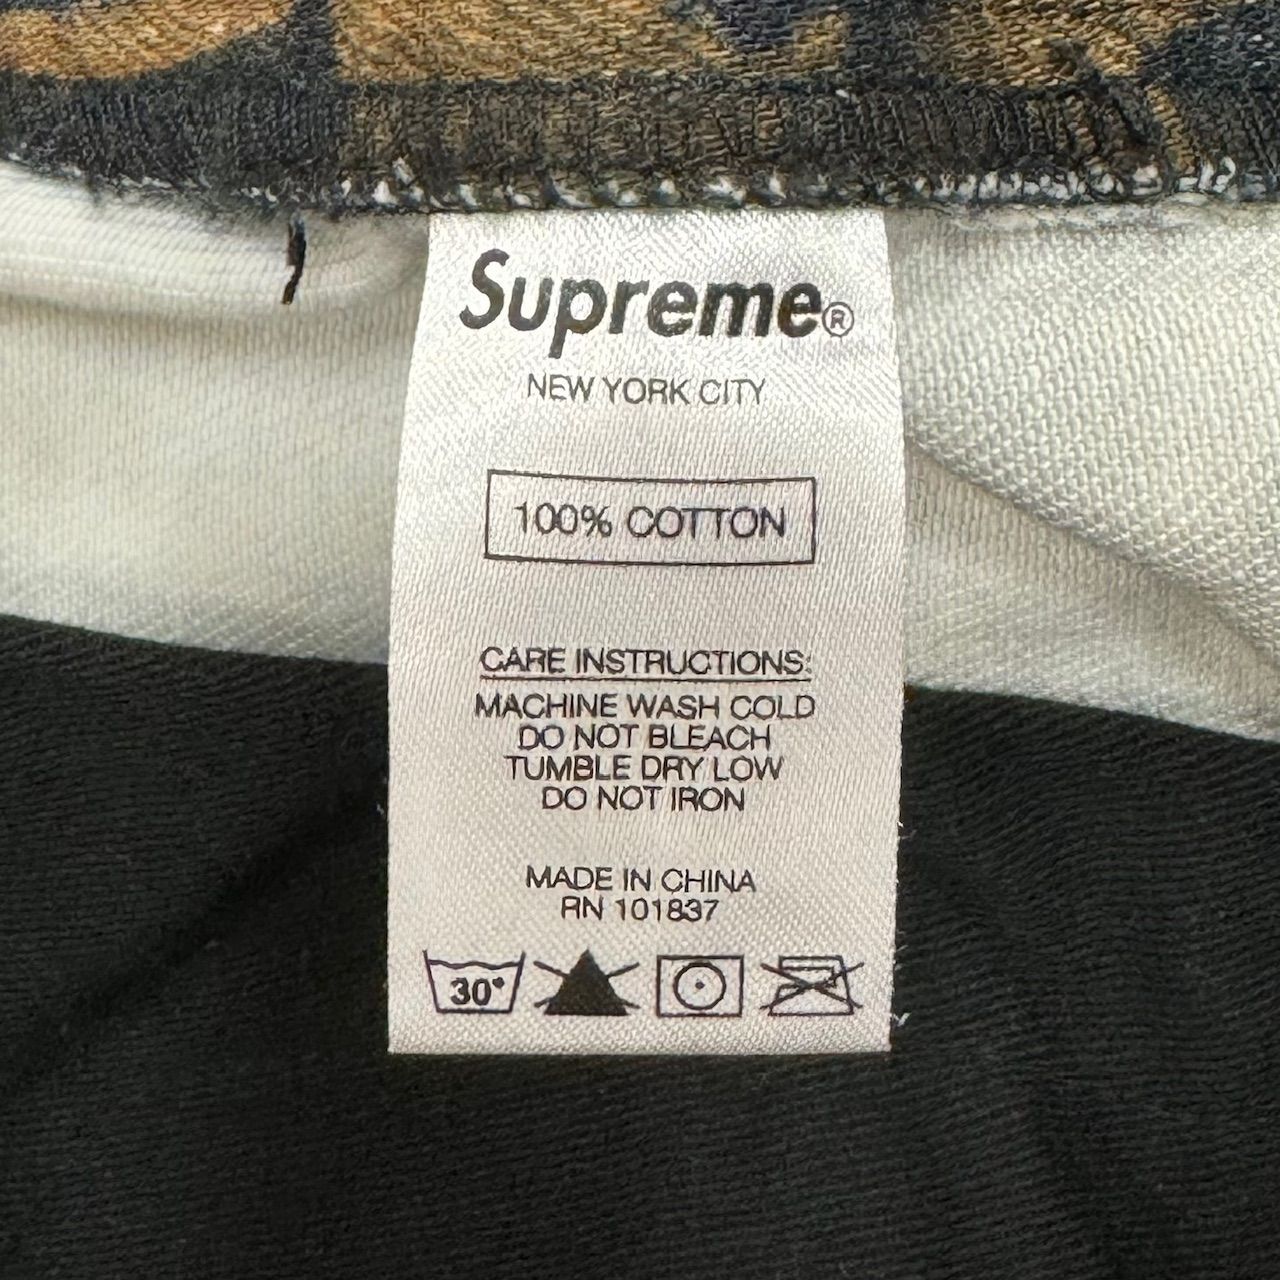 Supreme®
NEW YORK CITY
100% COTTON
CARE INSTRUCTIONS:
MACHINE WASH COLD
DO NOT BLEACH
TUMBLE DRY LOW
DO NOT IRON
MADE IN CHINA
RN 101837
30°